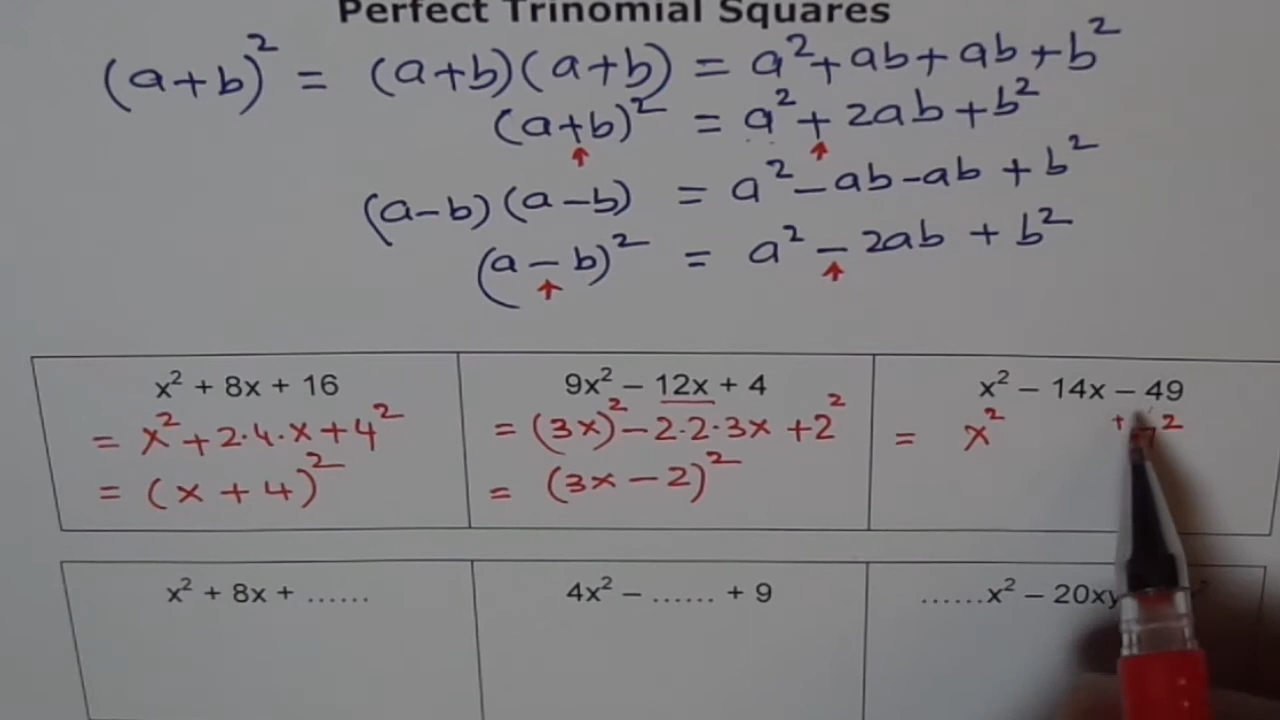 Perfect Trinomial Squares
(a+b)² = (a+b)(a+b) = a²+ab+ab+b²
(a+b)² = a²+2ab+b²
(a-b)(a-b) = a²-ab-ab+b²
(a-b)² = a²-2ab+b²
x² + 8x + 16
= x²+2·4·x+4²
= (x+4)²
9x² – 12x + 4
= (3x)²-2·2·3x+2²
= (3x-2)²
x² – 14x – 49
= x² +7²
x² + 8x + ......
4x² – ...... + 9
......x² – 20xy